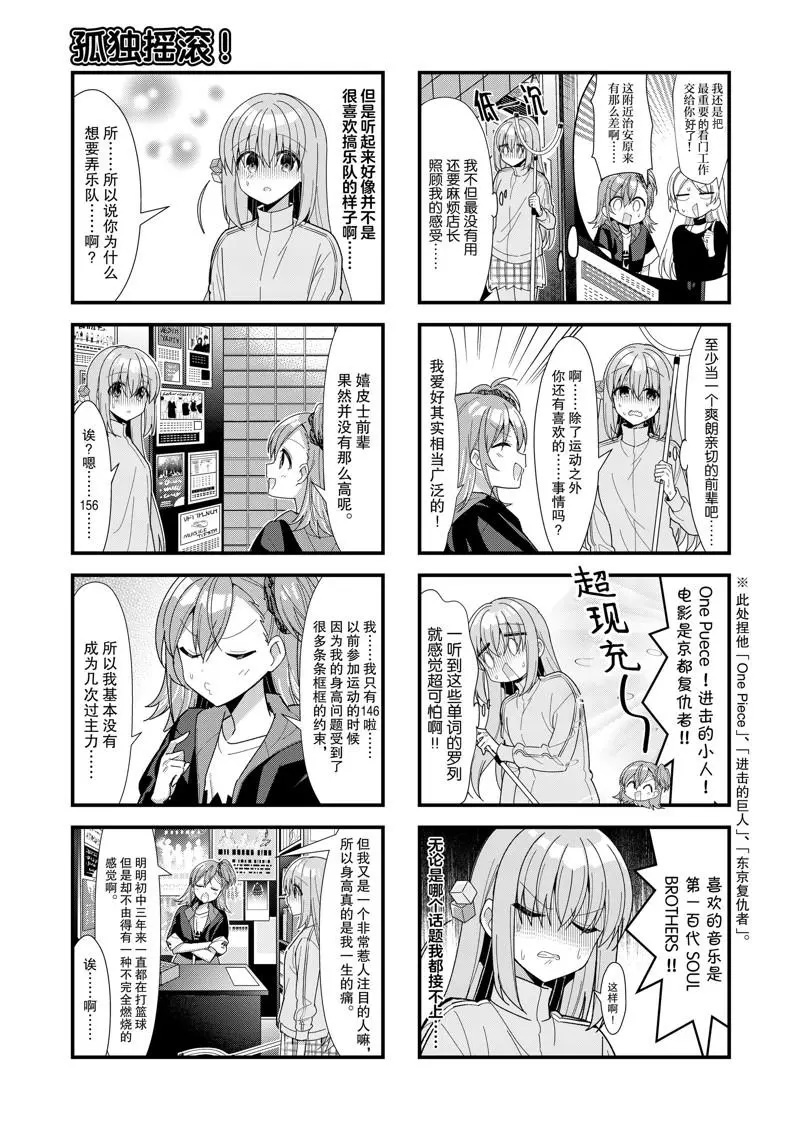 孤独摇滚！
我还是把
最重要的看门工作
交给你好了！
这附近治安原来
有那么差啊……
低沉
我不但最没有用
还要麻烦店长
照顾我的感受……
至少当一个爽朗亲切的前辈吧……
啊……除了运动之外
你还有喜欢的……事情吗？
我爱好其实相当广泛的！
One Puece！进击的小人！
电影是京都复仇者!!
超现充～
一听到这些单词的罗列
就感觉超可怕啊!!
喜欢的音乐是
第一百代 SOUL
BROTHERS !!
这样啊！
无论是哪个话题我都接不上……
但是听起来好像并不是
很喜欢搞乐队的样子啊……
所……所以说你为什么
想要弄乐队……啊？
嬉皮士前辈
果然并没有那么高呢。
诶？嗯……156
我……我只有146啦……
以前参加运动的时候
因为我的身高问题受到了
很多条条框框的约束，
所以我基本没有
成为几次过主力……
但我又是一个非常惹人注目的人嘛，
所以身高真的是我一生的痛。
明明初中三年来一直都在打篮球
但是却不由得有一种不完全燃烧的
感觉啊。
诶……啊……
※ 此处捏他「One Piece」、「进击的巨人」、「东京复仇者」。